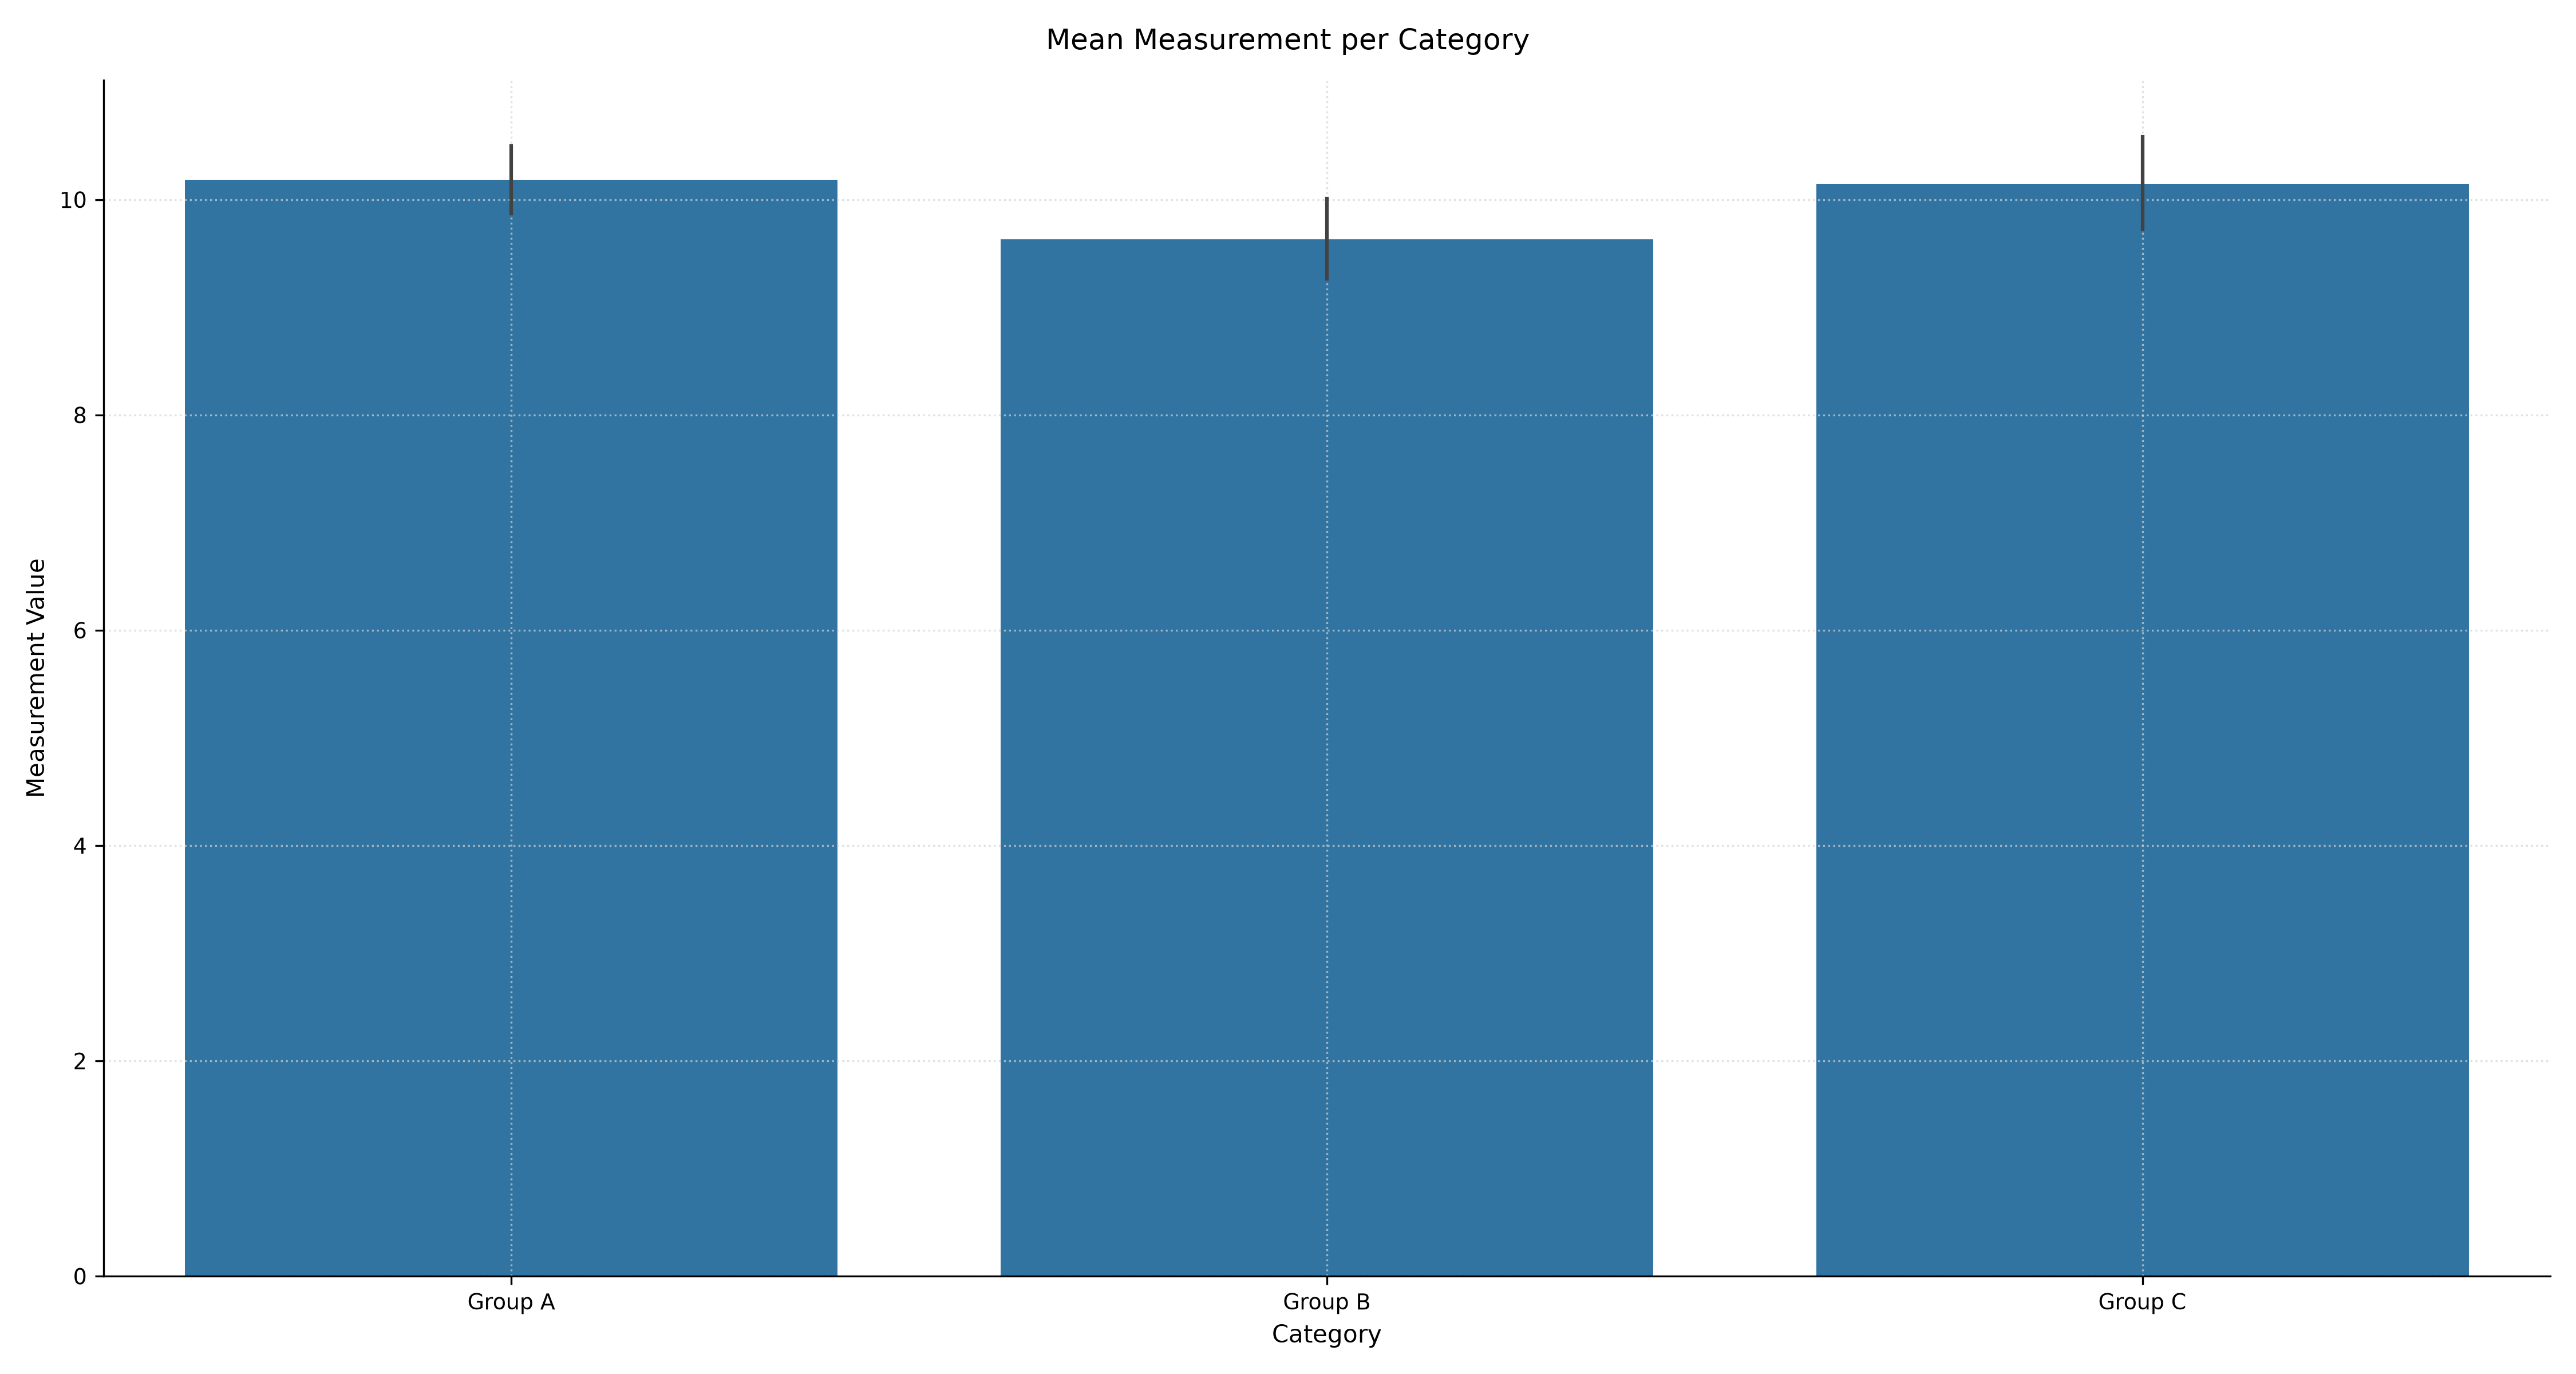 Mean Measurement per Category
Measurement Value
10
8
6
4
2
0
Group A
Group B
Group C
Category